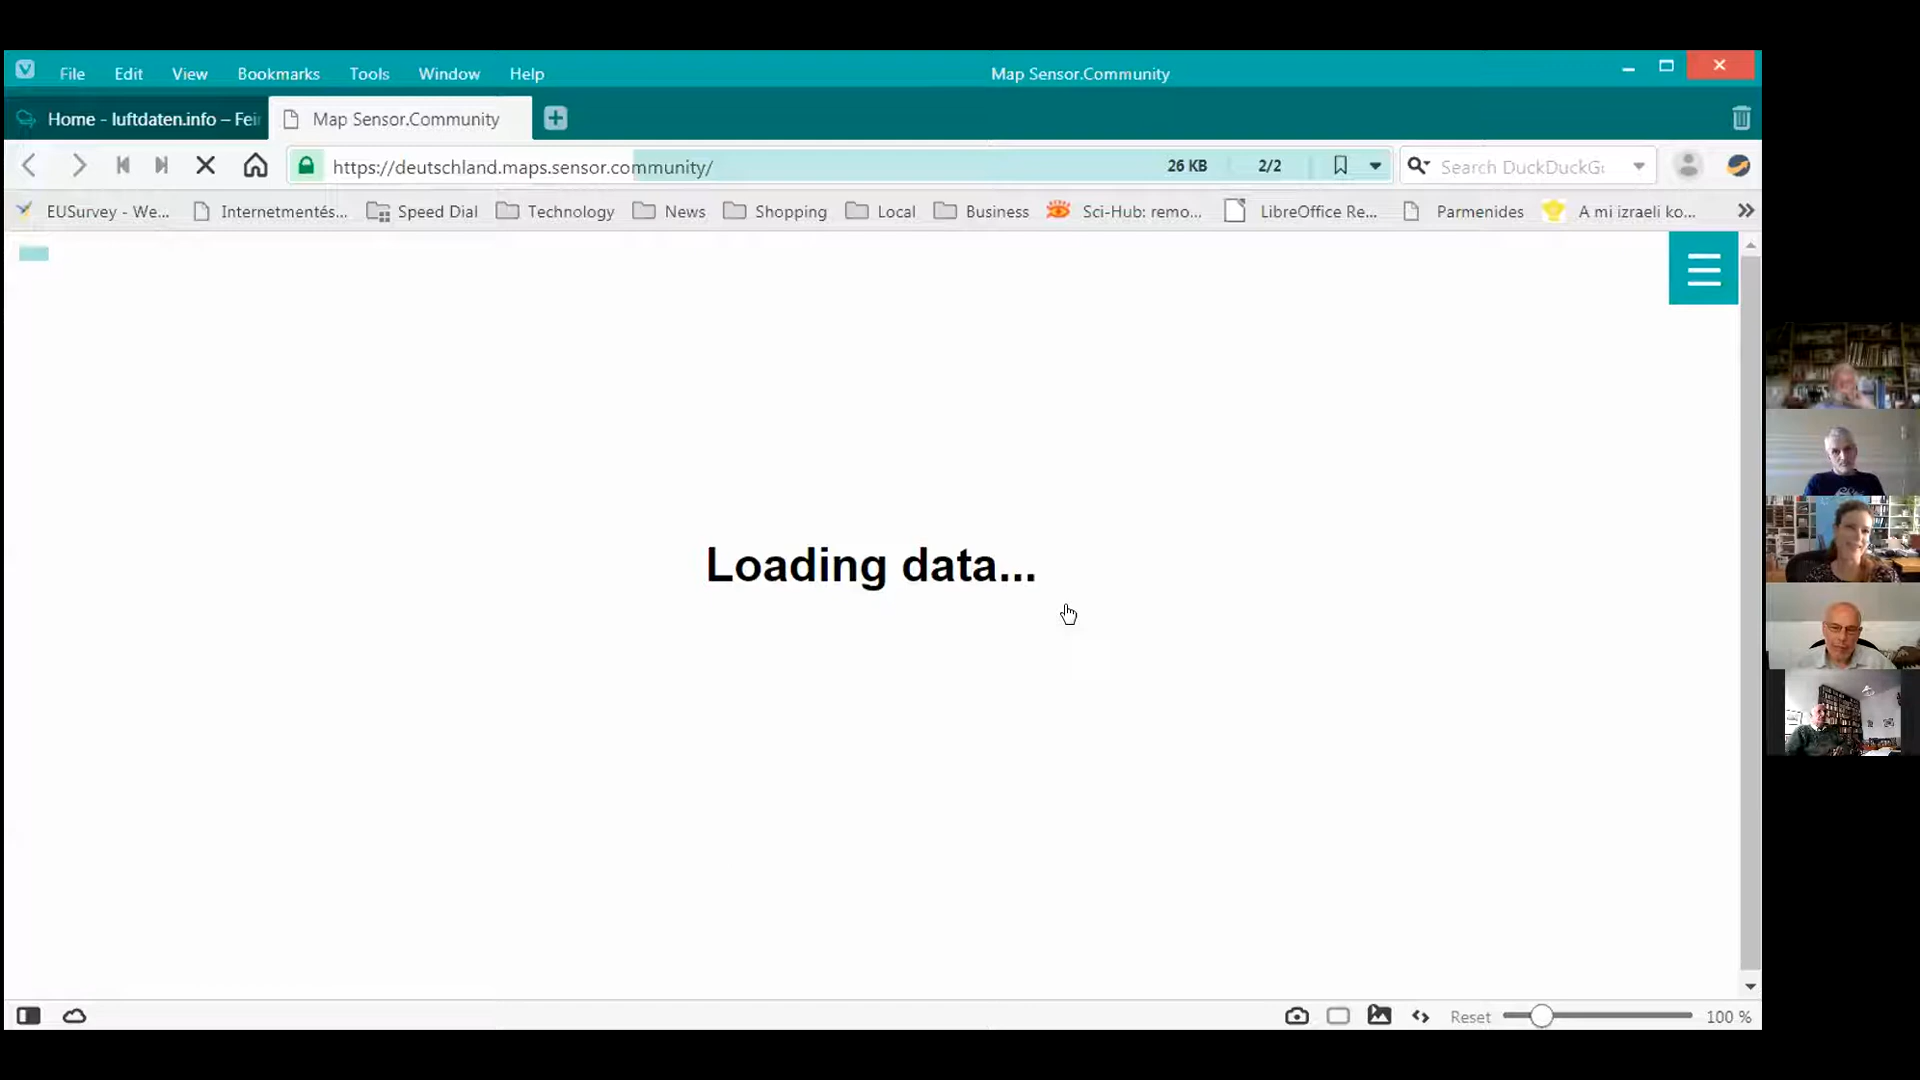 File Edit View Bookmarks Tools Window Help Map Sensor.Community
Home - luftdaten.info – Fei Map Sensor.Community
https://deutschland.maps.sensor.community/ 26 KB 2/2 Search DuckDuckG
EUSurvey - We... Internetmentés... Speed Dial Technology News Shopping Local Business Sci-Hub: remo... LibreOffice Re... Parmenides A mi izraeli ko...
Loading data...
Reset 100 %